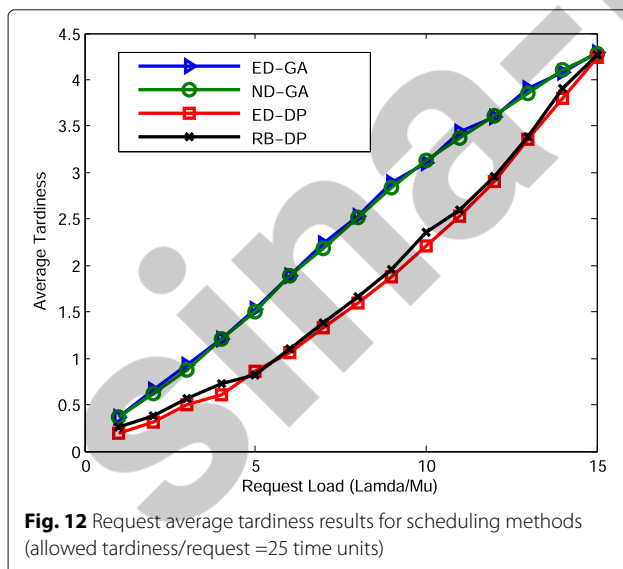 4.5
4
3.5
3
2.5
2
1.5
1
0.5
0
0
5
10
15
Average Tardiness
Request Load (Lamda/Mu)
ED−GA
ND−GA
ED−DP
RB−DP
sina-
Fig. 12 Request average tardiness results for scheduling methods
(allowed tardiness/request =25 time units)